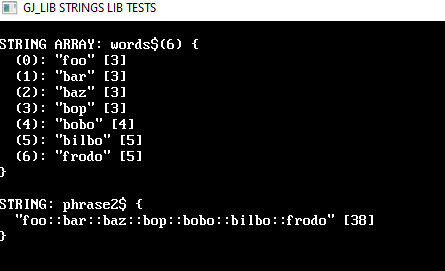 GJ_LIB STRINGS LIB TESTS
STRING ARRAY: words$(6) {
  (0): "foo" [3]
  (1): "bar" [3]
  (2): "baz" [3]
  (3): "bop" [3]
  (4): "bobo" [4]
  (5): "bilbo" [5]
  (6): "frodo" [5]
}
STRING: phrase2$ {
  "foo::bar::baz::bop::bobo::bilbo::frodo" [38]
}